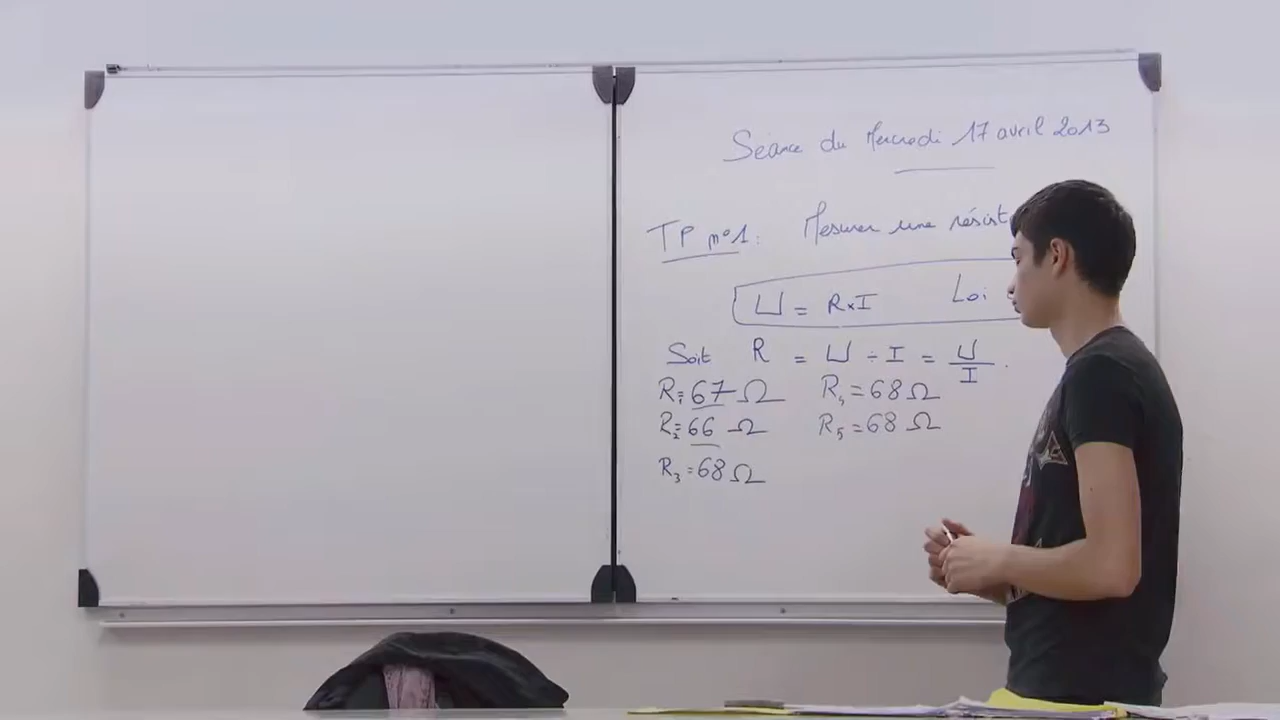 Séance du Mercredi 17 avril 2013
TP n°1: Mesurer une résist
U = R×I Loi
Soit R = U ÷ I = U/I.
R₁=67 Ω R₄=68 Ω
R₂=66 Ω R₅=68 Ω
R₃=68 Ω